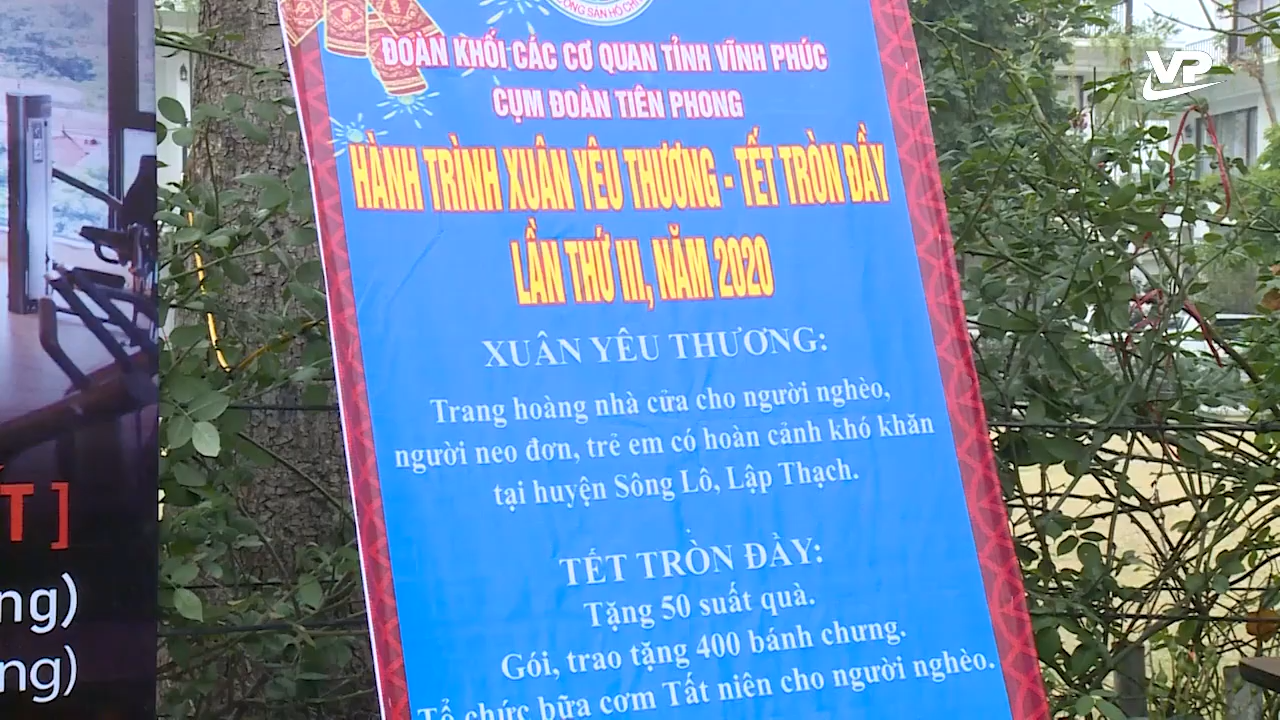 CỘNG SẢN HỒ CHÍ
ĐOÀN KHỐI CÁC CƠ QUAN TỈNH VĨNH PHÚC
CỤM ĐOÀN TIÊN PHONG
HÀNH TRÌNH XUÂN YÊU THƯƠNG - TẾT TRÒN ĐẦY
LẦN THỨ III, NĂM 2020
XUÂN YÊU THƯƠNG:
Trang hoàng nhà cửa cho người nghèo,
người neo đơn, trẻ em có hoàn cảnh khó khăn
tại huyện Sông Lô, Lập Thạch.
TẾT TRÒN ĐẦY:
Tặng 50 suất quà.
Gói, trao tặng 400 bánh chưng.
Tổ chức bữa cơm Tất niên cho người nghèo.
VP
T]
ng)
ng)